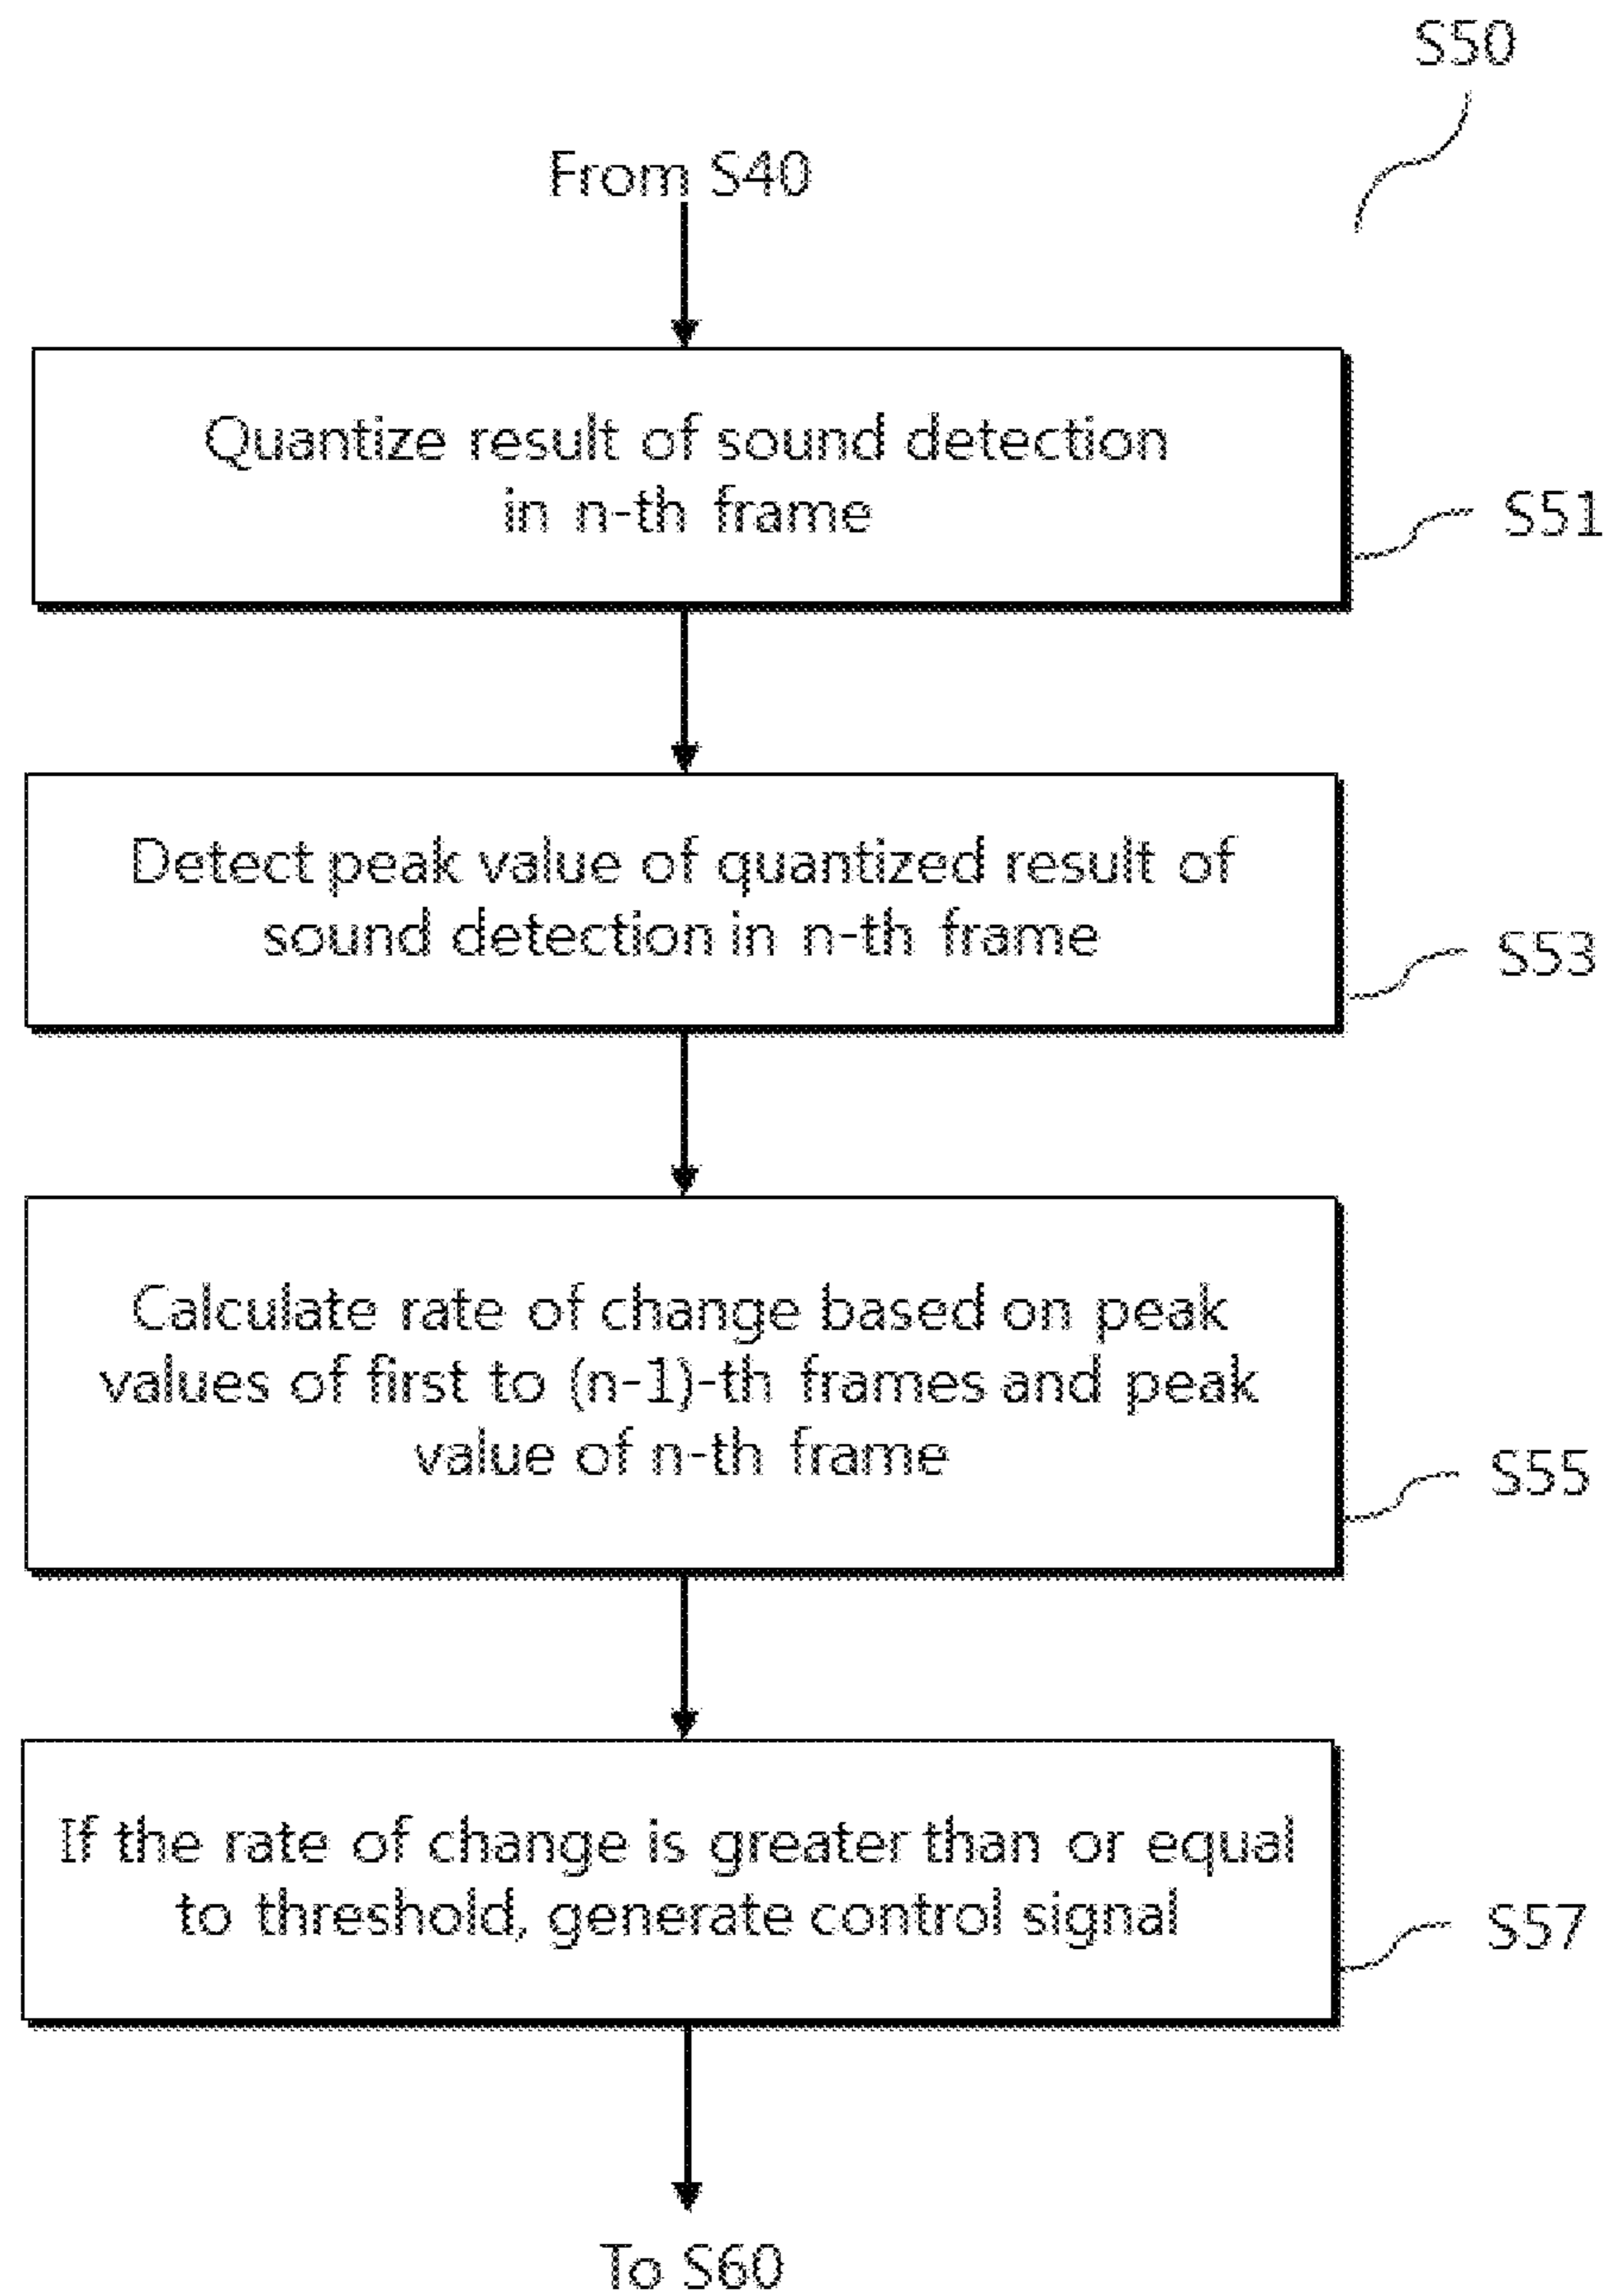 S50
From S40
Quantize result of sound detection
in n-th frame
S51
Detect peak value of quantized result of
sound detection in n-th frame
S53
Calculate rate of change based on peak
values of first to (n-1)-th frames and peak
value of n-th frame
S55
If the rate of change is greater than or equal
to threshold, generate control signal
S57
To S60